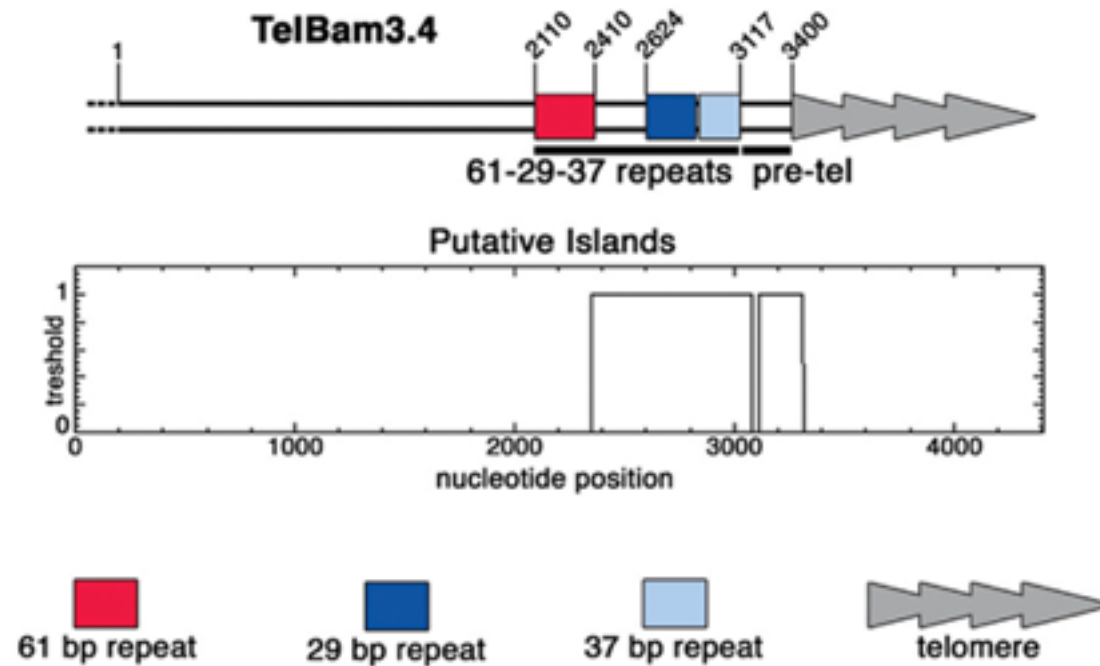 TelBam3.4
1
2110
2410
2624
3117
3400
61-29-37 repeats
pre-tel
Putative Islands
treshold
1
0
0 1000 2000 3000 4000
nucleotide position
61 bp repeat
29 bp repeat
37 bp repeat
telomere